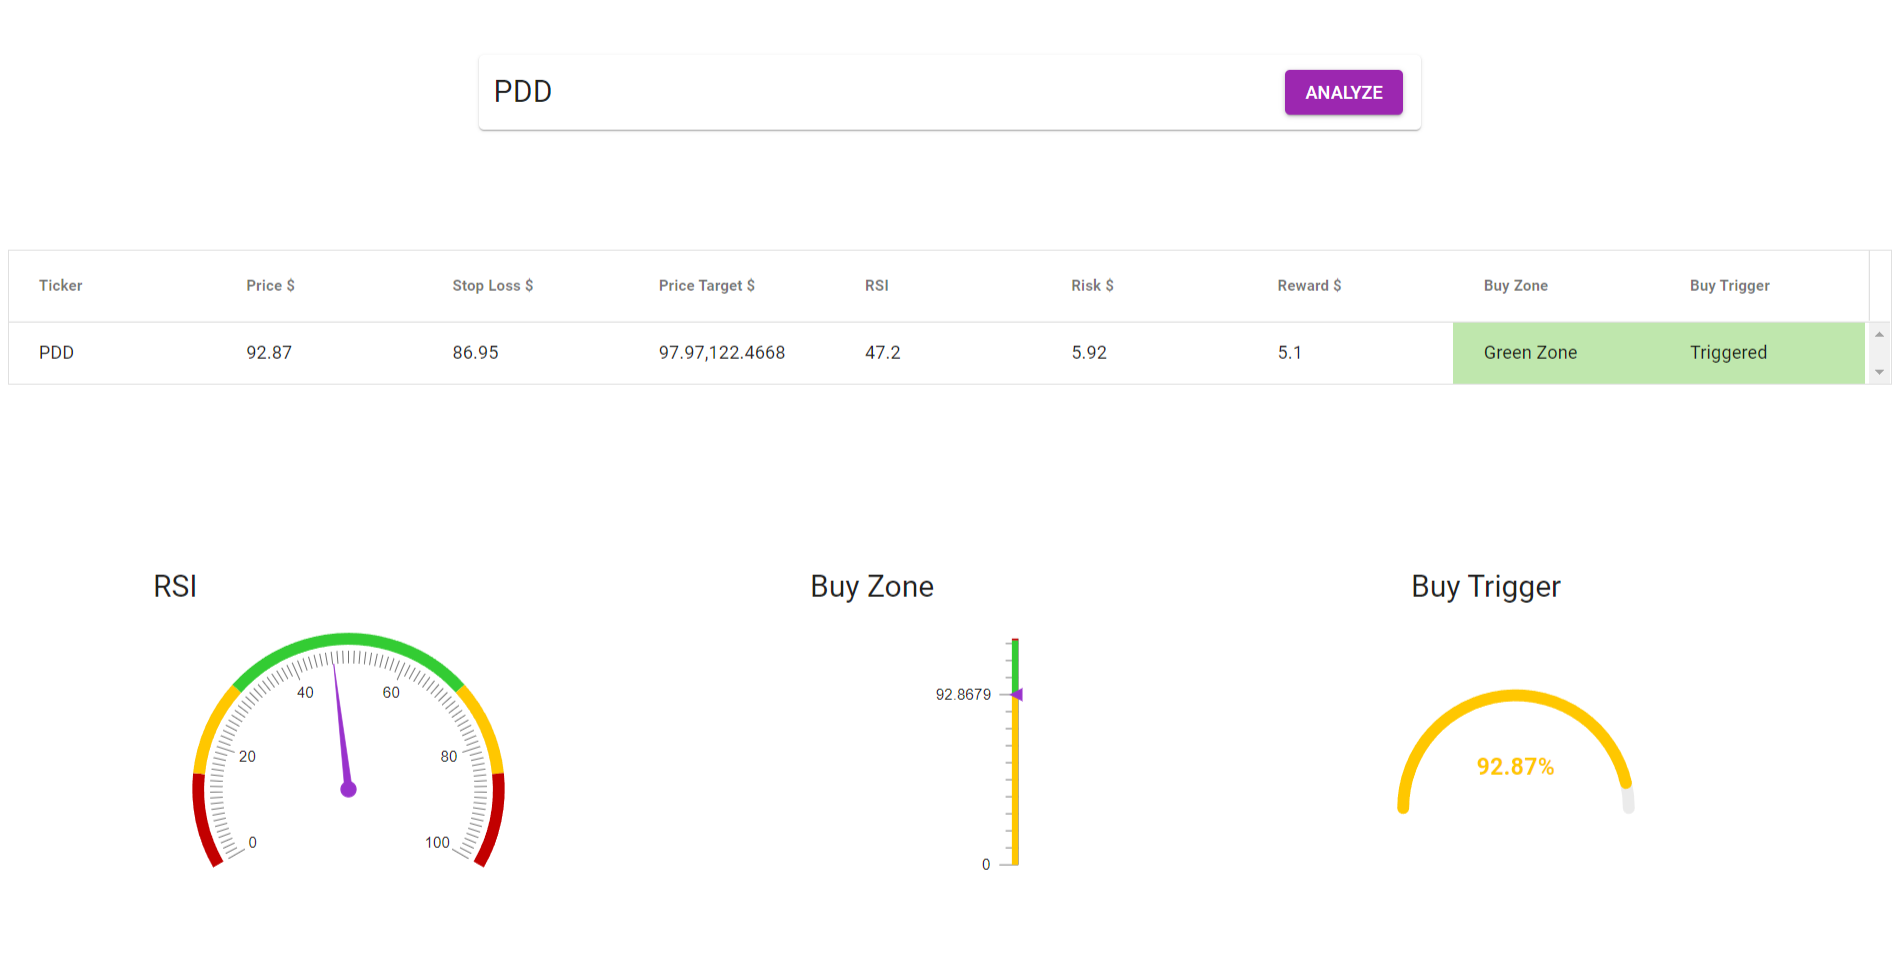 PDD ANALYZE
Ticker Price $ Stop Loss $ Price Target $ RSI Risk $ Reward $ Buy Zone Buy Trigger
PDD 92.87 86.95 97.97,122.4668 47.2 5.92 5.1 Green Zone Triggered
RSI Buy Zone Buy Trigger
40 60
92.8679
20 80
92.87%
0 100
0